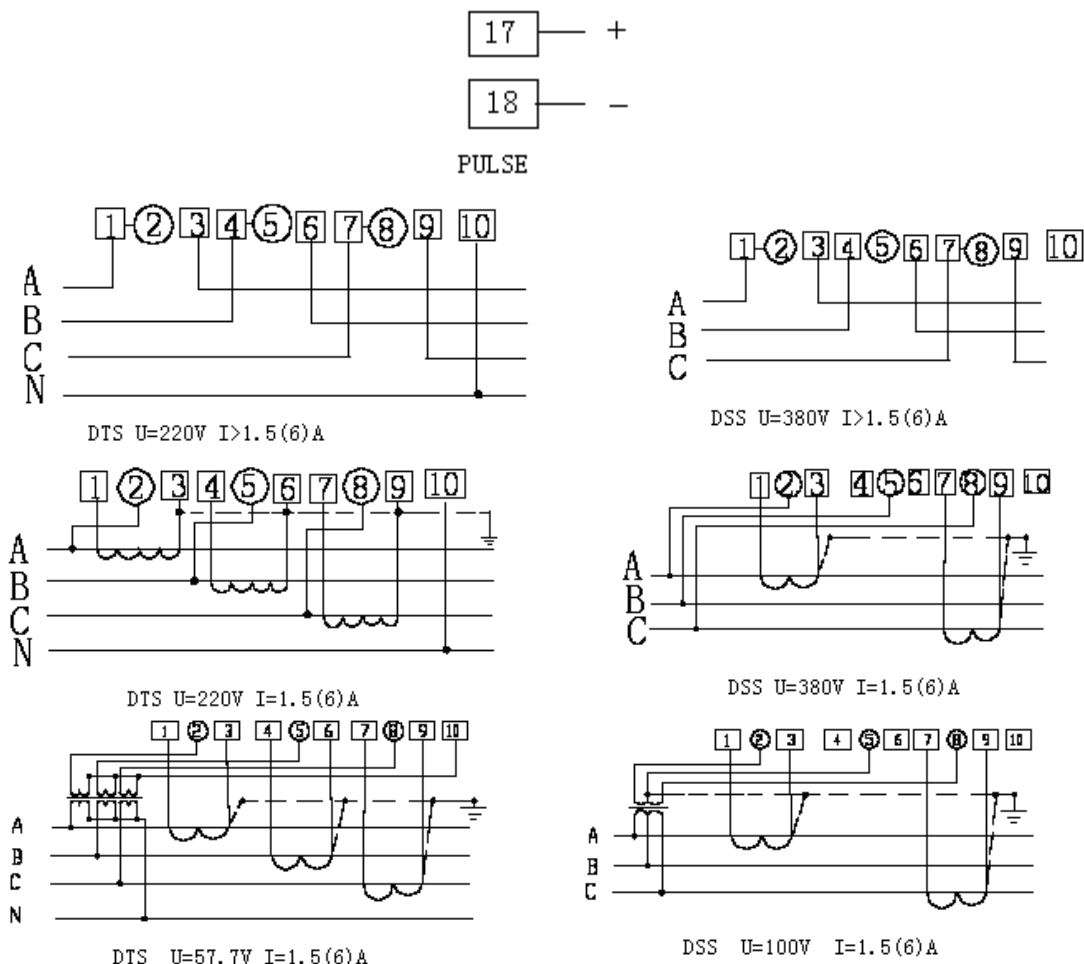 17 +
18 −
PULSE
1 2 3 4 5 6 7 8 9 10
A
B
C
N
DTS U=220V I>1.5(6)A
1 2 3 4 5 6 7 8 9 10
A
B
C
DSS U=380V I>1.5(6)A
1 2 3 4 5 6 7 8 9 10
A
B
C
N
DTS U=220V I=1.5(6)A
1 2 3 4 5 6 7 8 9 10
A
B
C
DSS U=380V I=1.5(6)A
1 2 3 4 5 6 7 8 9 10
A
B
C
N
DTS U=57.7V I=1.5(6)A
1 2 3 4 5 6 7 8 9 10
A
B
C
DSS U=100V I=1.5(6)A